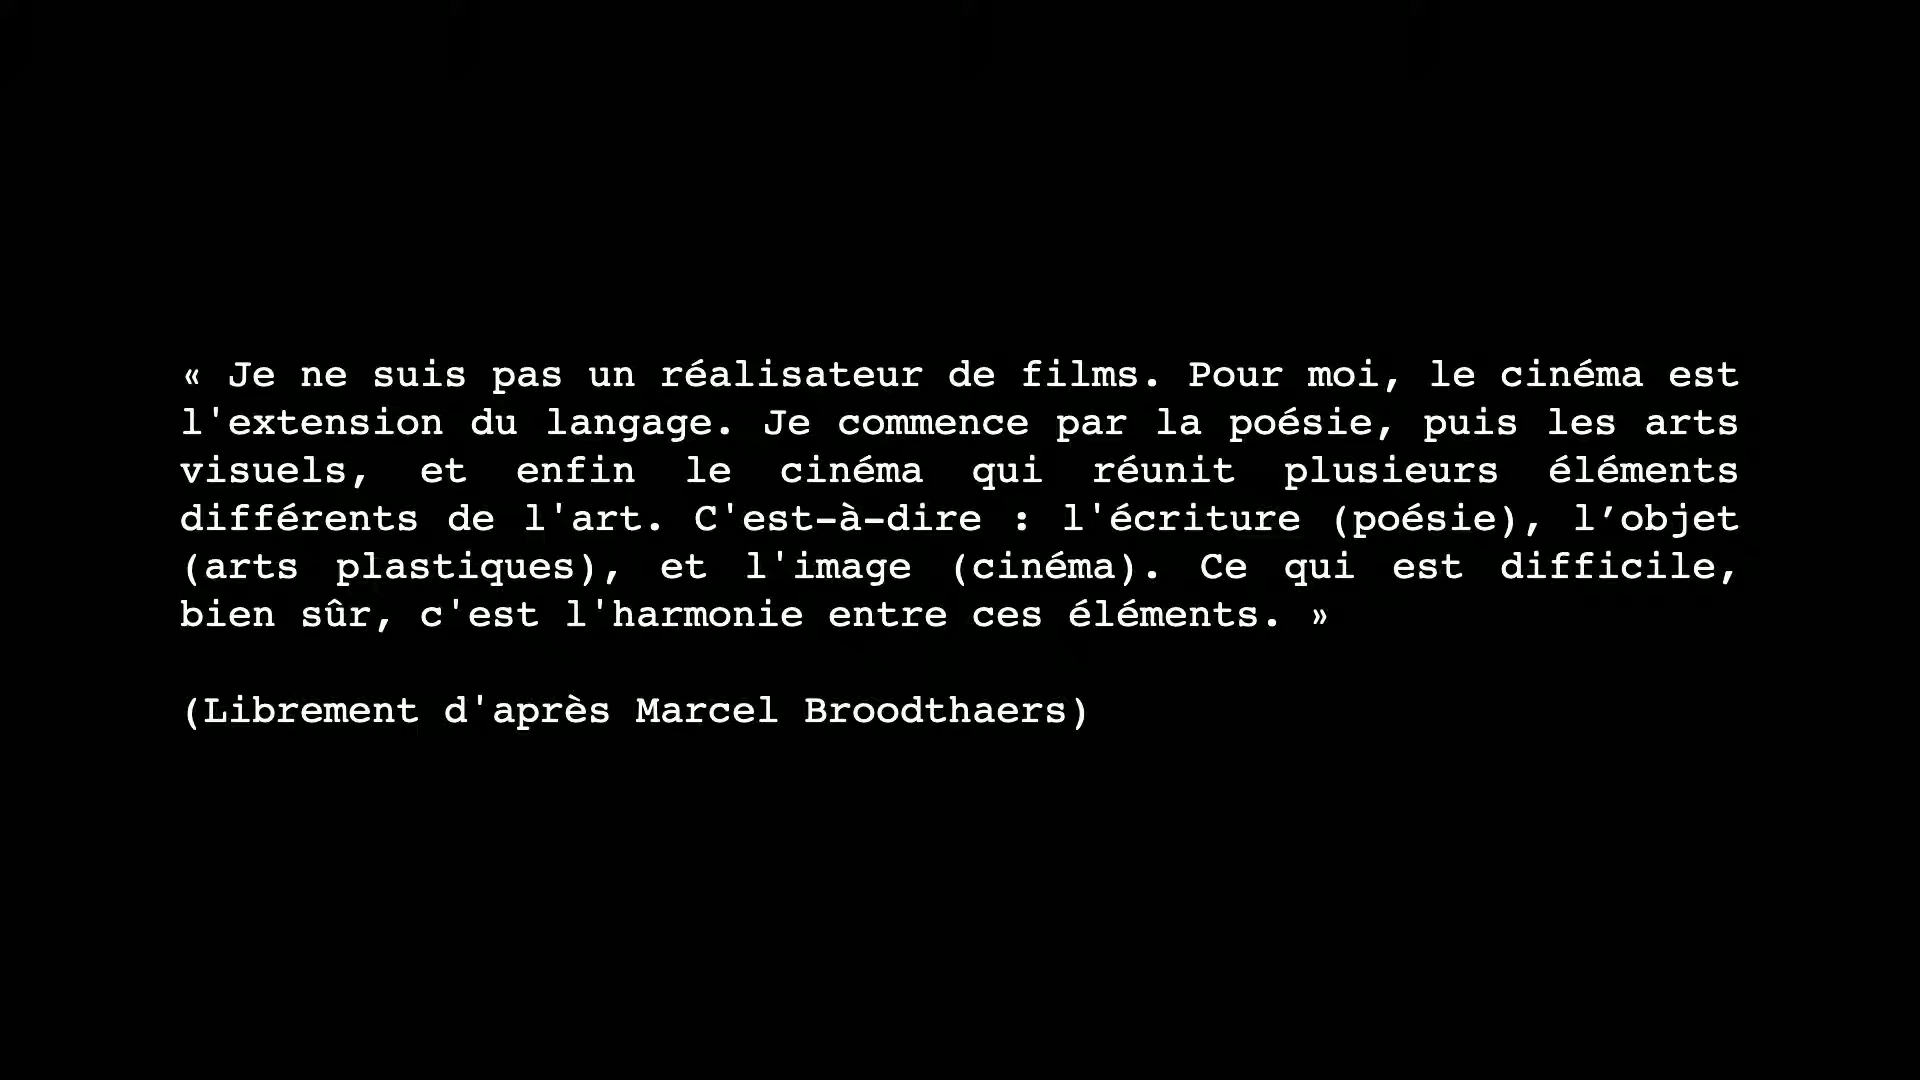 « Je ne suis pas un réalisateur de films. Pour moi, le cinéma est
l'extension du langage. Je commence par la poésie, puis les arts
visuels, et enfin le cinéma qui réunit plusieurs éléments
différents de l'art. C'est-à-dire : l'écriture (poésie), l’objet
(arts plastiques), et l'image (cinéma). Ce qui est difficile,
bien sûr, c'est l'harmonie entre ces éléments. »
(Librement d'après Marcel Broodthaers)